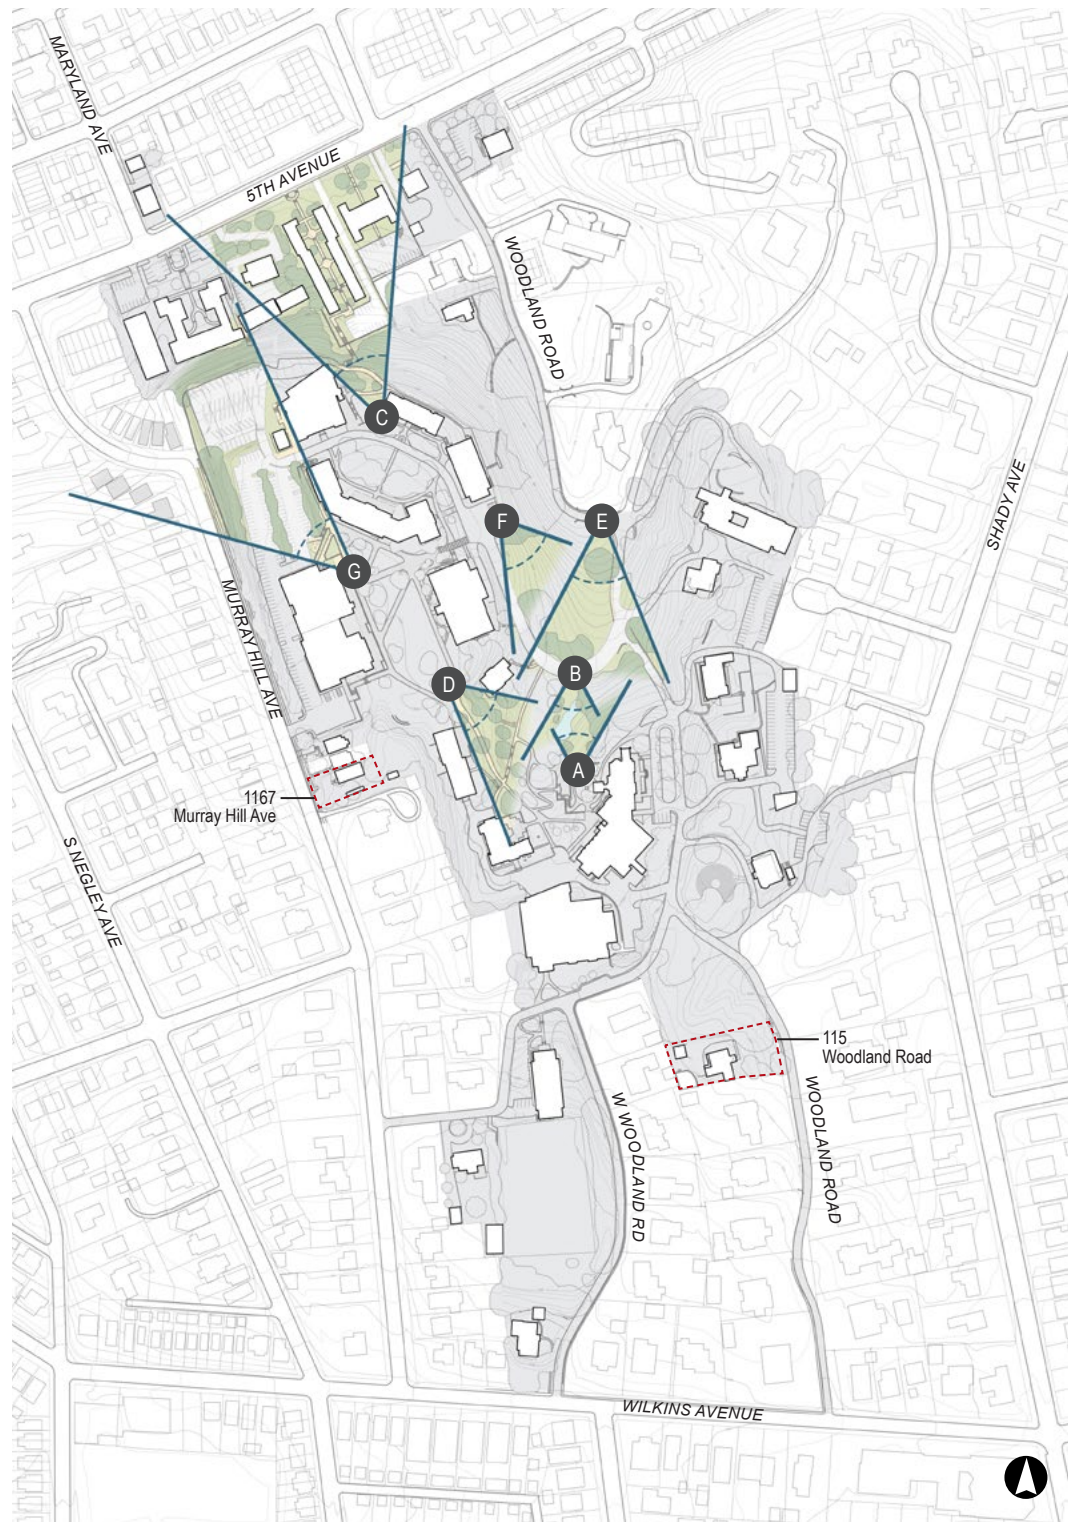 MARYLAND AVE
5TH AVENUE
WOODLAND ROAD
C
SHADY AVE
F
E
G
MURRAY HILL AVE
B
D
A
1167
Murray Hill Ave
S NEGLEY AVE
115
Woodland Road
W WOODLAND RD
WOODLAND ROAD
WILKINS AVENUE